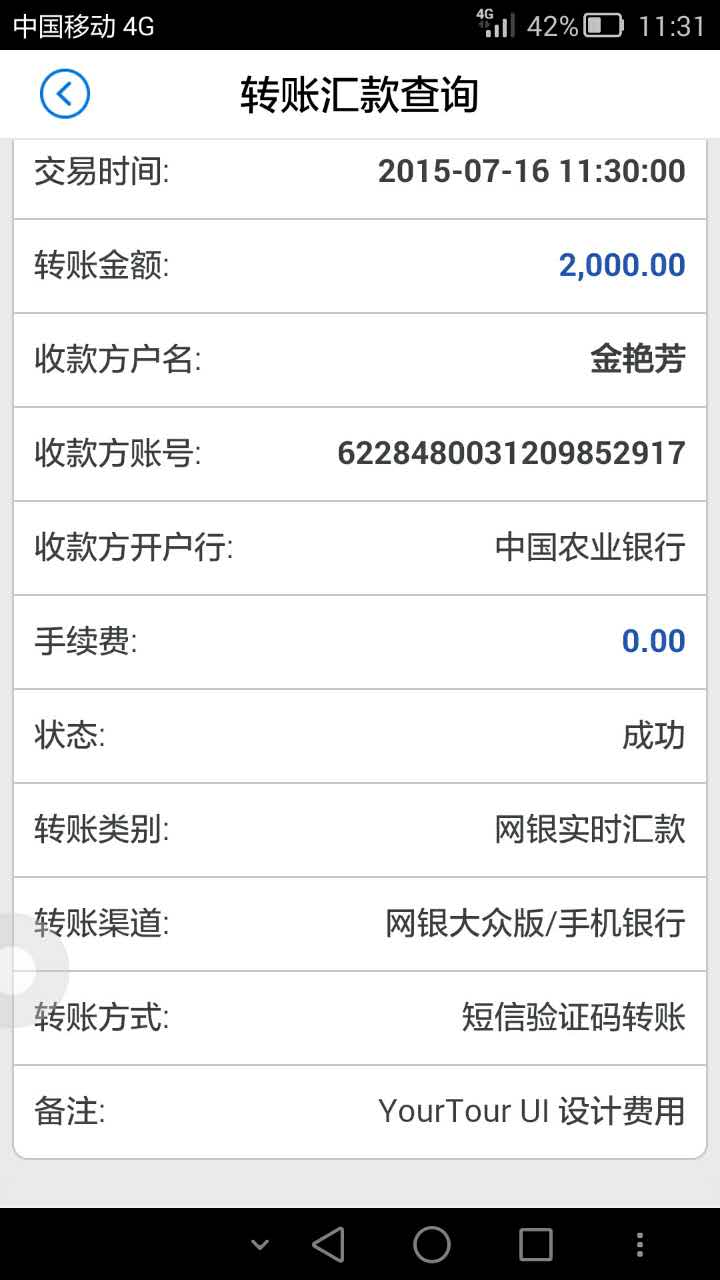 中国移动 4G 4G 42% 11:31
转账汇款查询
交易时间: 2015-07-16 11:30:00
转账金额: 2,000.00
收款方户名: 金艳芳
收款方账号: 6228480031209852917
收款方开户行: 中国农业银行
手续费: 0.00
状态: 成功
转账类别: 网银实时汇款
转账渠道: 网银大众版/手机银行
转账方式: 短信验证码转账
备注: YourTour UI 设计费用